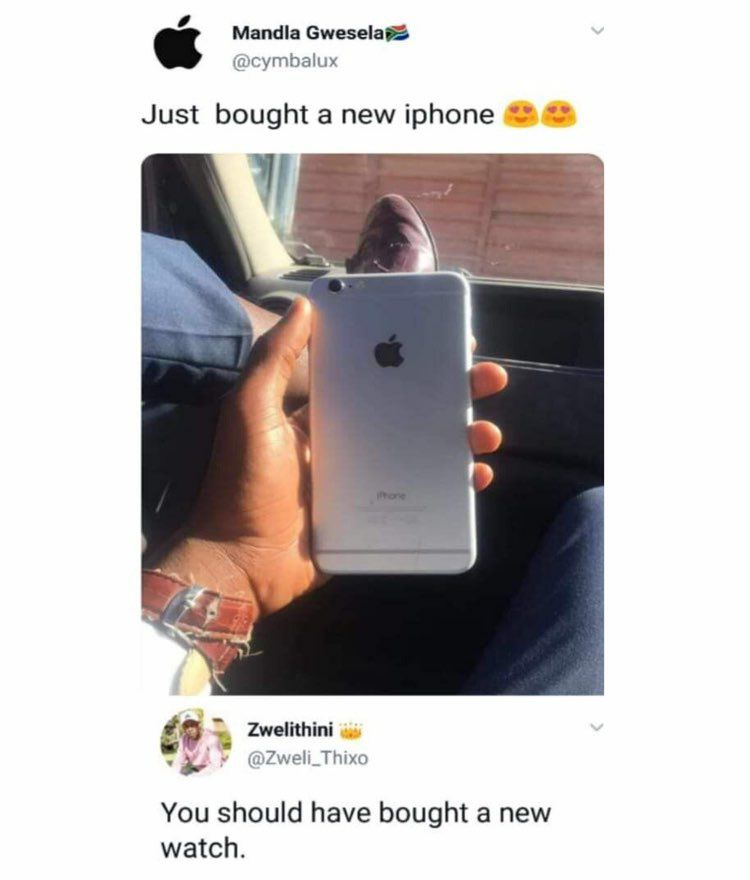 Mandla Gwesela🇿🇦
@cymbalux
Just bought a new iphone 😍😍
iPhone
Zwelithini 👑
@Zweli_Thixo
You should have bought a new
watch.